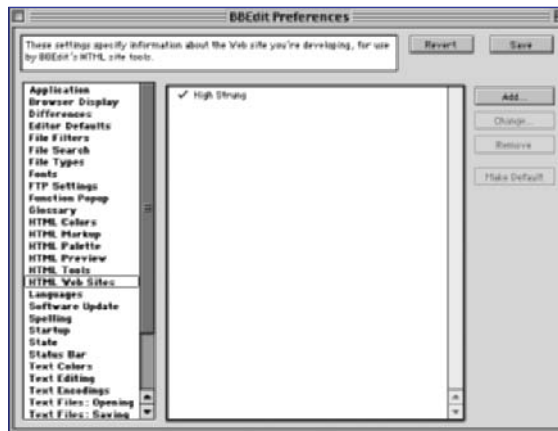 BBEdit Preferences
These settings specify information about the Web site you're developing, for use
by BBEdit's HTML site tools.
Revert
Save
Application
Browser Display
Differences
Editor Defaults
File Filters
File Search
File Types
Fonts
FTP Settings
Function Popup
Glossary
HTML Colors
HTML Markup
HTML Palette
HTML Preview
HTML Tools
HTML Web Sites
Languages
Software Update
Spelling
Startup
State
Status Bar
Text Colors
Text Editing
Text Encodings
Text Files: Opening
Text Files: Saving
✓ High Strung
Add...
Change...
Remove
Make Default